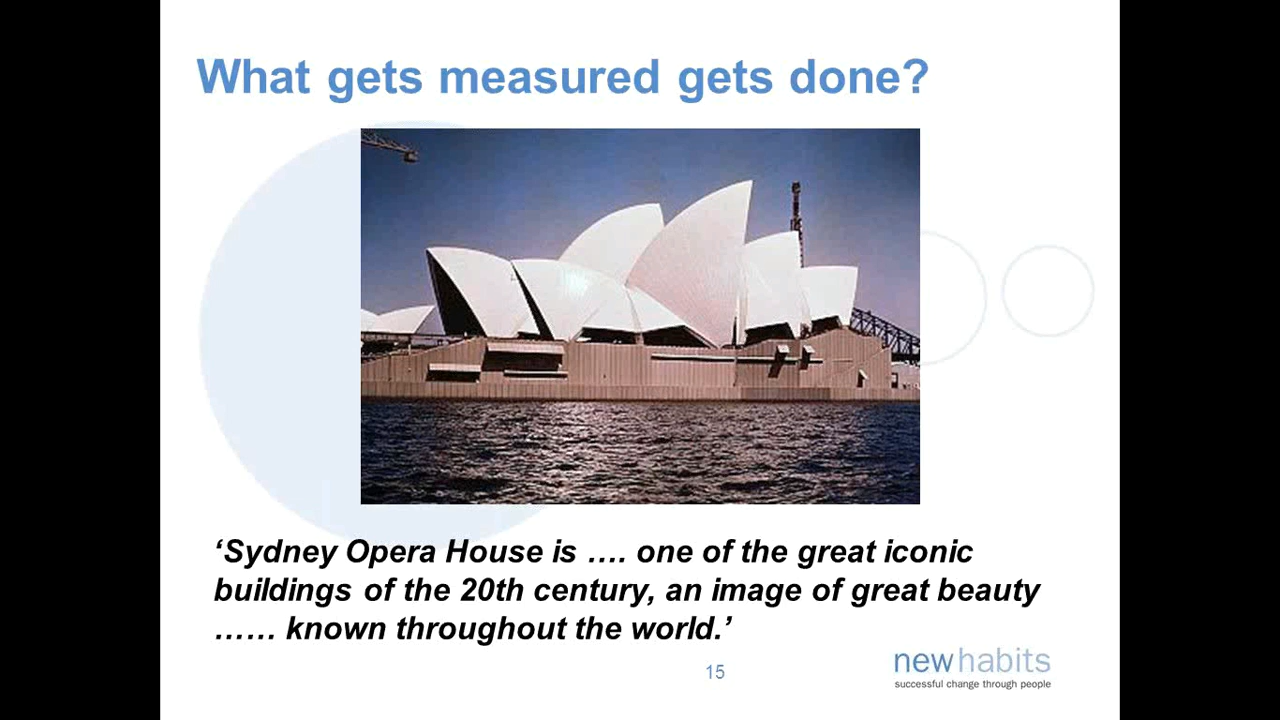 What gets measured gets done?
‘Sydney Opera House is …. one of the great iconic
buildings of the 20th century, an image of great beauty
…… known throughout the world.’
15
newhabits
successful change through people